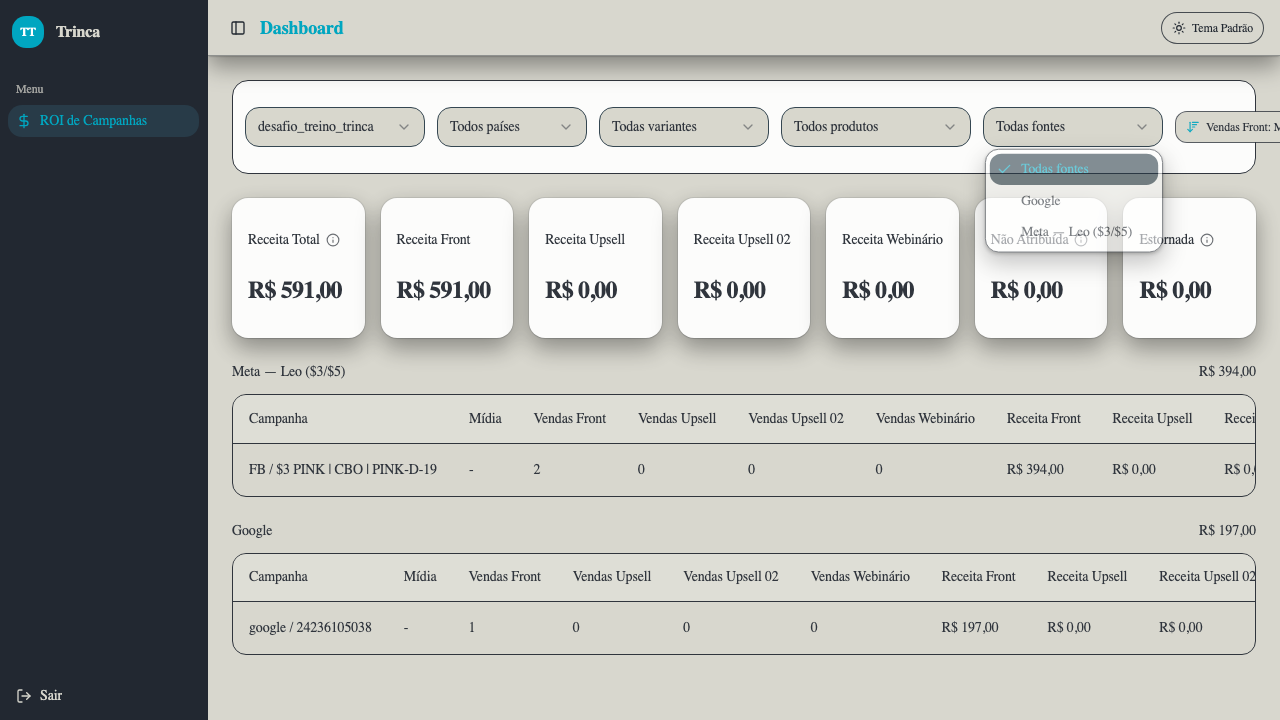 TT
Trinca
Menu
ROI de Campanhas
Sair
Dashboard
Tema Padrão
desafio_treino_trinca
Todos países
Todas variantes
Todos produtos
Todas fontes
Vendas Front: M
Todas fontes
Google
Meta — Leo ($3/$5)
Receita Total
R$ 591,00
Receita Front
R$ 591,00
Receita Upsell
R$ 0,00
Receita Upsell 02
R$ 0,00
Receita Webinário
R$ 0,00
Não Atribuída
R$ 0,00
Estornada
R$ 0,00
Meta — Leo ($3/$5) R$ 394,00
Campanha Mídia Vendas Front Vendas Upsell Vendas Upsell 02 Vendas Webinário Receita Front Receita Upsell Recei
FB / $3 PINK | CBO | PINK-D-19 - 2 0 0 0 R$ 394,00 R$ 0,00 R$ 0,
Google R$ 197,00
Campanha Mídia Vendas Front Vendas Upsell Vendas Upsell 02 Vendas Webinário Receita Front Receita Upsell Receita Upsell 02
google / 24236105038 - 1 0 0 0 R$ 197,00 R$ 0,00 R$ 0,00